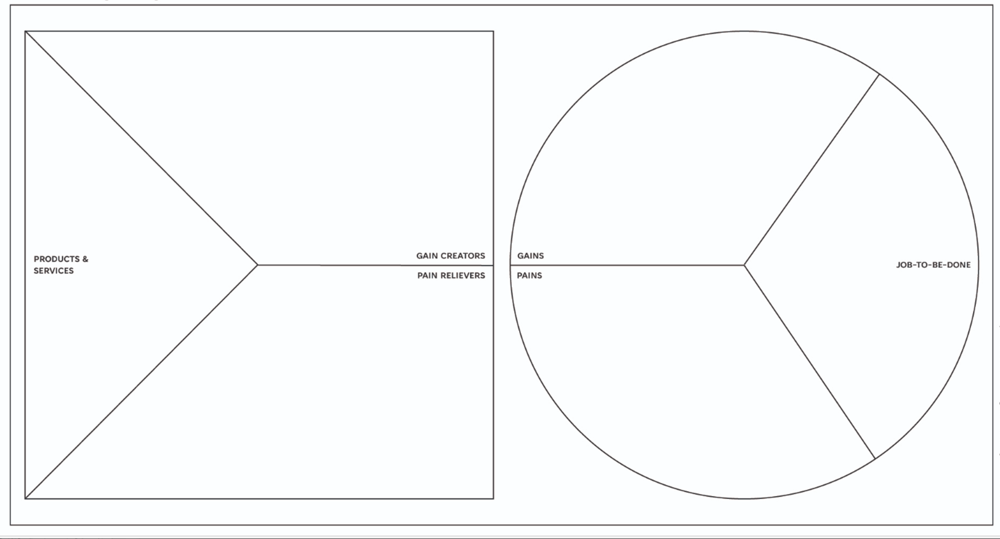 PRODUCTS &
SERVICES
GAIN CREATORS
PAIN RELIEVERS
GAINS
PAINS
JOB-TO-BE-DONE